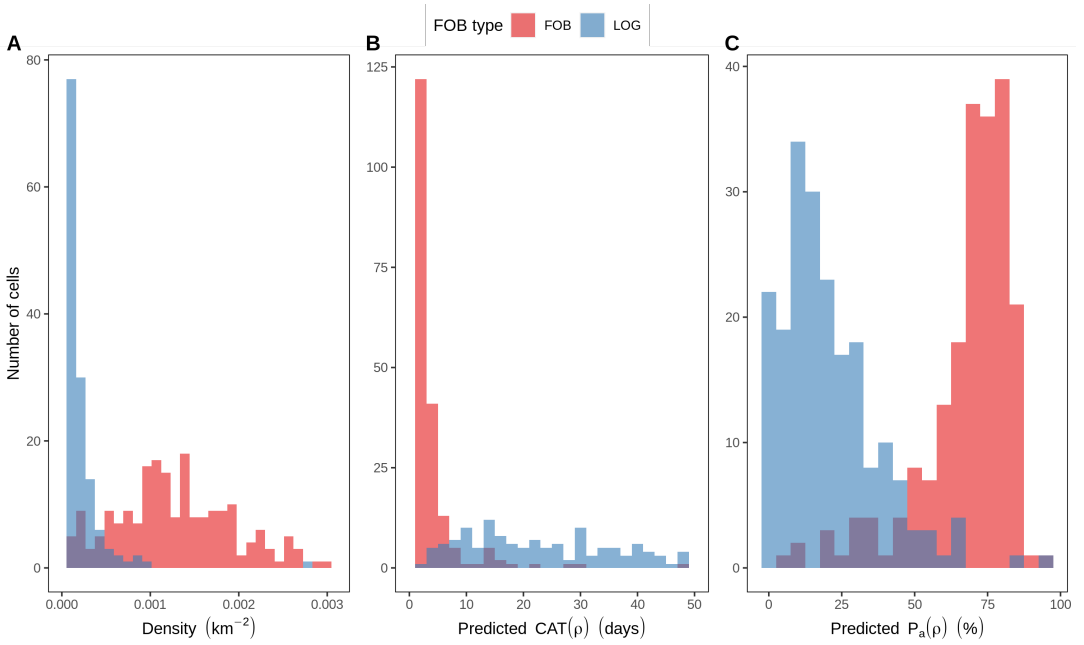 FOB type FOB LOG
A B C
80
60
40
20
0
Number of cells
0.000 0.001 0.002 0.003
Density (km⁻²)
125
100
75
50
25
0
0 10 20 30 40 50
Predicted CAT(ρ) (days)
40
30
20
10
0
0 25 50 75 100
Predicted Pₐ(ρ) (%)